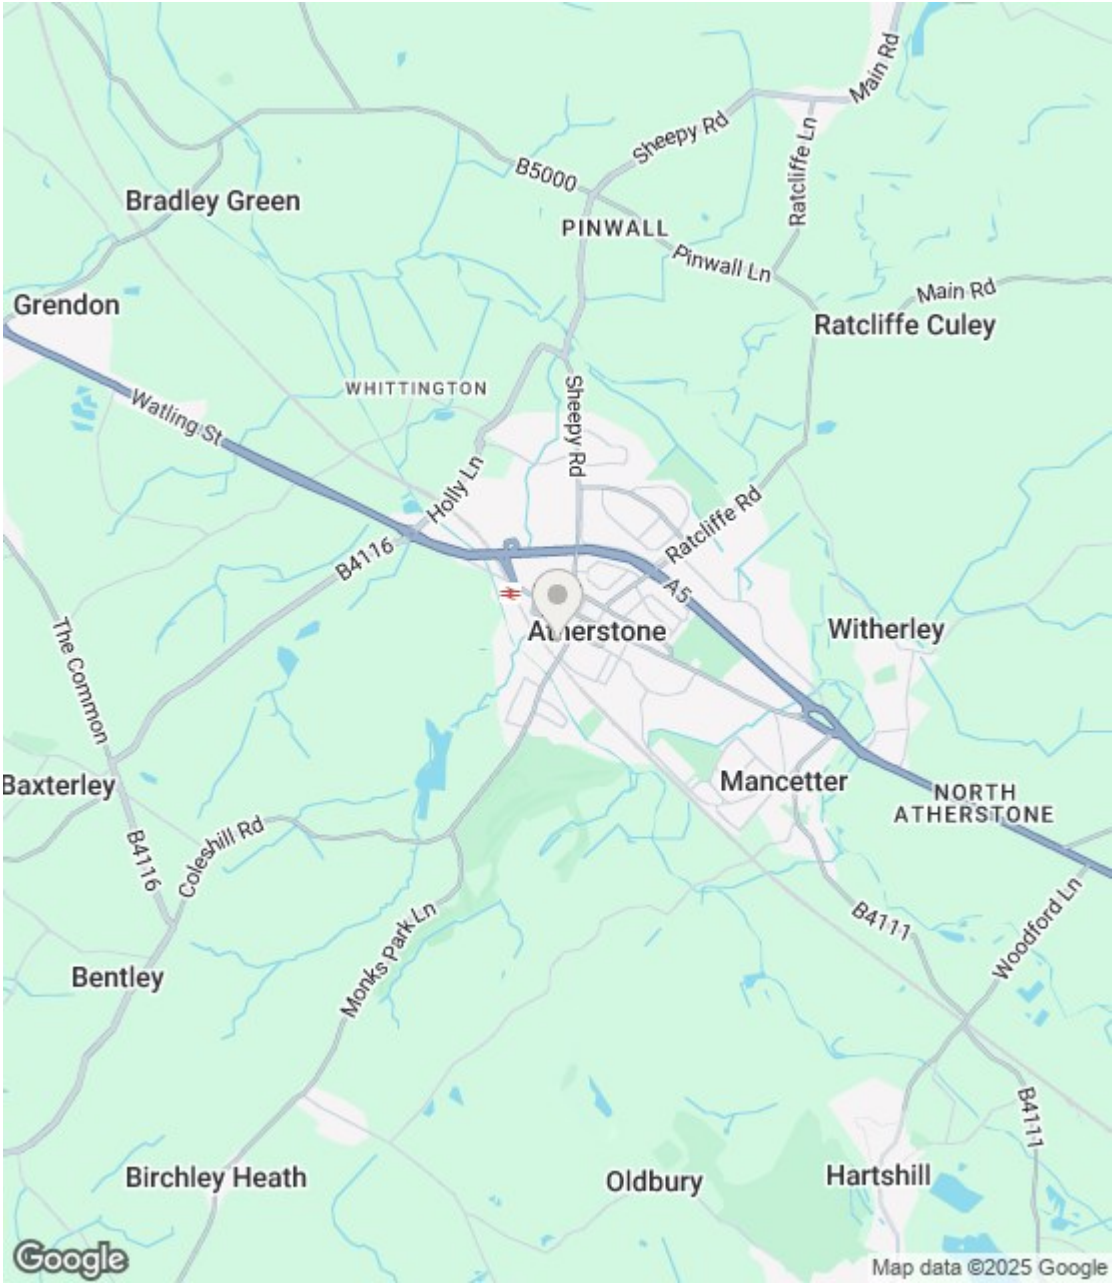 Main Rd
Sheepy Rd
Ratcliffe Ln
B5000
Bradley Green
PINWALL
Pinwall Ln
Main Rd
Grendon
Ratcliffe Culey
WHITTINGTON
Watling St
Sheepy Rd
Holly Ln
Ratcliffe Rd
B4116
A5
Atherstone
Witherley
The Common
Baxterley
Mancetter
NORTH
ATHERSTONE
Coleshill Rd
B4116
Monks Park Ln
B4111
Woodford Ln
Bentley
B4111
Birchley Heath
Oldbury
Hartshill
Google
Map data ©2025 Google